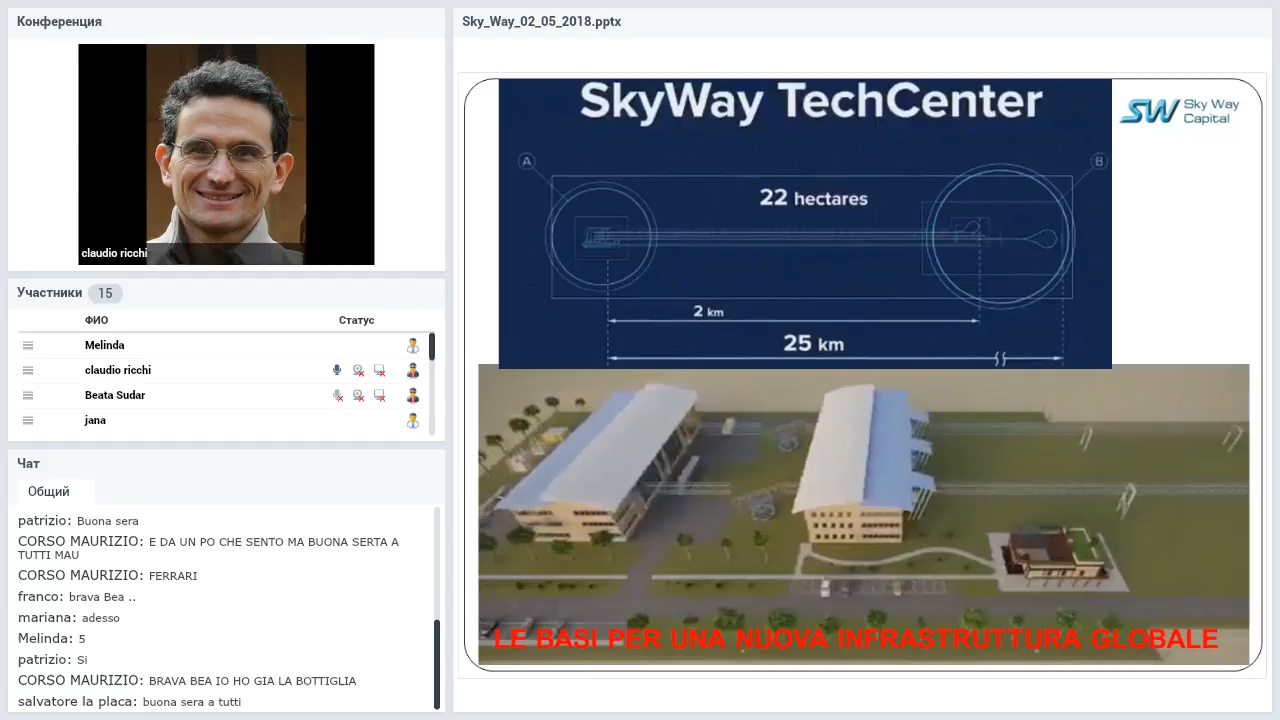 Конференция
claudio ricchi
Участники 15
ФИО Статус
Melinda
claudio ricchi
Beata Sudar
jana
Чат
Общий
patrizio: Buona sera
CORSO MAURIZIO: E DA UN PO CHE SENTO MA BUONA SERTA A
TUTTI MAU
CORSO MAURIZIO: FERRARI
franco: brava Bea ..
mariana: adesso
Melinda: 5
patrizio: Si
CORSO MAURIZIO: BRAVA BEA IO HO GIA LA BOTTIGLIA
salvatore la placa: buona sera a tutti
Sky_Way_02_05_2018.pptx
SkyWay TechCenter
SW Sky Way
Capital
A
B
22 hectares
2 km
25 km
LE BASI PER UNA NUOVA INFRASTRUTTURA GLOBALE